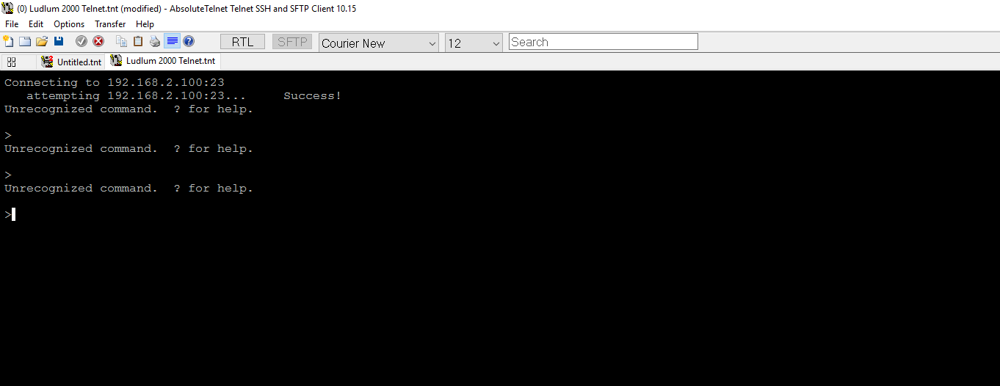 (0) Ludlum 2000 Telnet.tnt (modified) - AbsoluteTelnet Telnet SSH and SFTP Client 10.15
File Edit Options Transfer Help
RTL SFTP Courier New 12 Search
Untitled.tnt Ludlum 2000 Telnet.tnt
Connecting to 192.168.2.100:23
   attempting 192.168.2.100:23...     Success!
Unrecognized command.  ? for help.
>
Unrecognized command.  ? for help.
>
Unrecognized command.  ? for help.
>